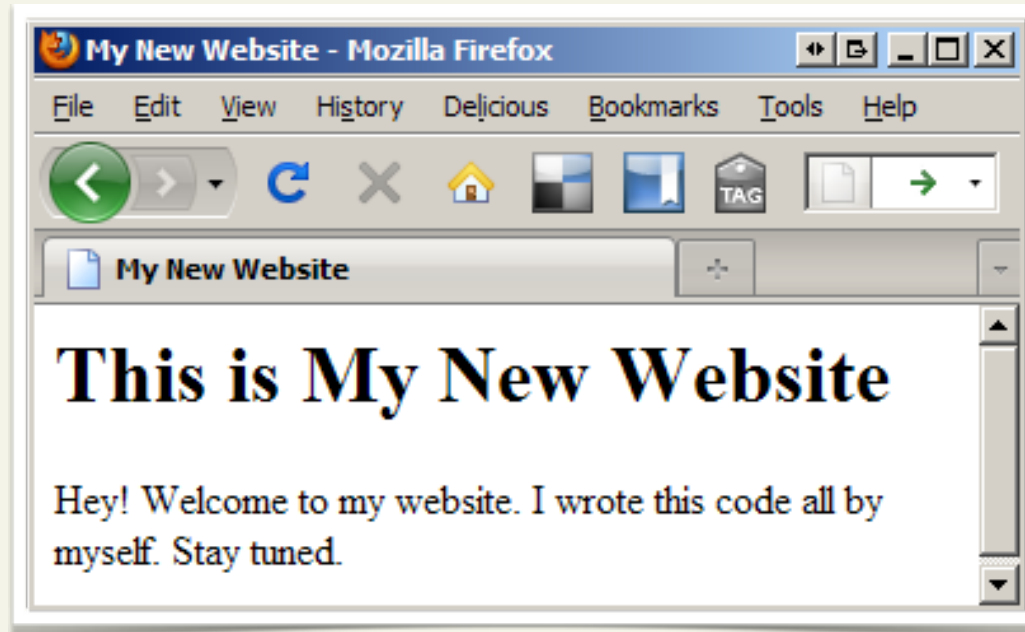 My New Website - Mozilla Firefox
File Edit View History Delicious Bookmarks Tools Help
TAG
My New Website
This is My New Website
Hey! Welcome to my website. I wrote this code all by
myself. Stay tuned.